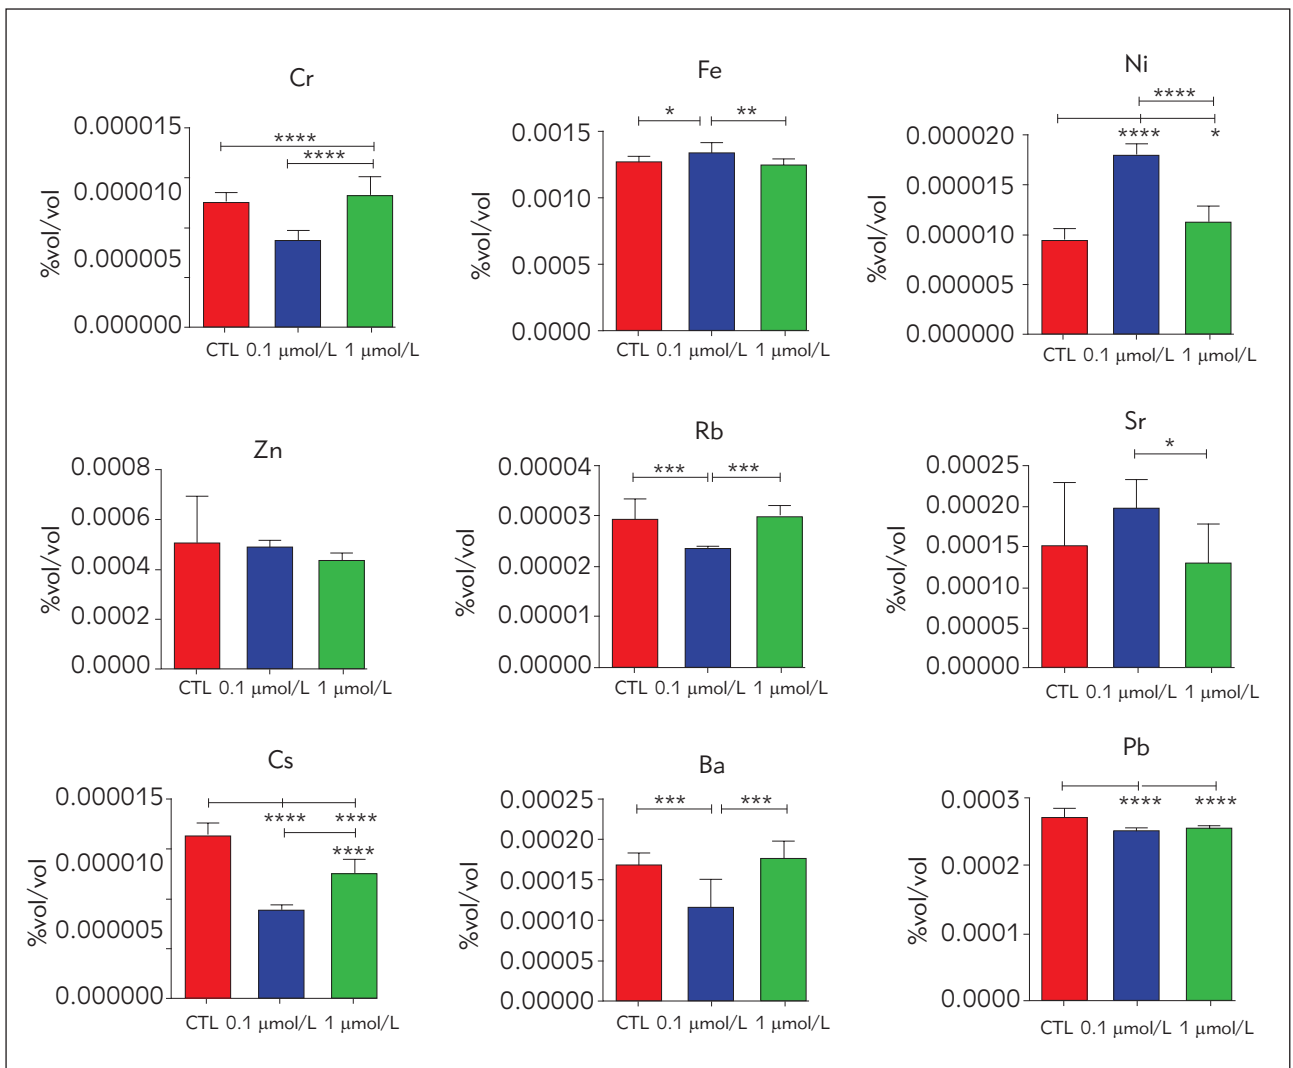 Cr
%vol/vol
0.000015
0.000010
0.000005
0.000000
****
****
CTL 0.1 µmol/L 1 µmol/L
Fe
%vol/vol
0.0015
0.0010
0.0005
0.0000
* **
CTL 0.1 µmol/L 1 µmol/L
Ni
%vol/vol
0.000020
0.000015
0.000010
0.000005
0.000000
****
**** *
CTL 0.1 µmol/L 1 µmol/L
Zn
%vol/vol
0.0008
0.0006
0.0004
0.0002
0.0000
CTL 0.1 µmol/L 1 µmol/L
Rb
%vol/vol
0.00004
0.00003
0.00002
0.00001
0.00000
*** ***
CTL 0.1 µmol/L 1 µmol/L
Sr
%vol/vol
0.00025
0.00020
0.00015
0.00010
0.00005
0.00000
*
CTL 0.1 µmol/L 1 µmol/L
Cs
%vol/vol
0.000015
0.000010
0.000005
0.000000
**** ****
****
CTL 0.1 µmol/L 1 µmol/L
Ba
%vol/vol
0.00025
0.00020
0.00015
0.00010
0.00005
0.00000
*** ***
CTL 0.1 µmol/L 1 µmol/L
Pb
%vol/vol
0.0003
0.0002
0.0001
0.0000
**** ****
CTL 0.1 µmol/L 1 µmol/L